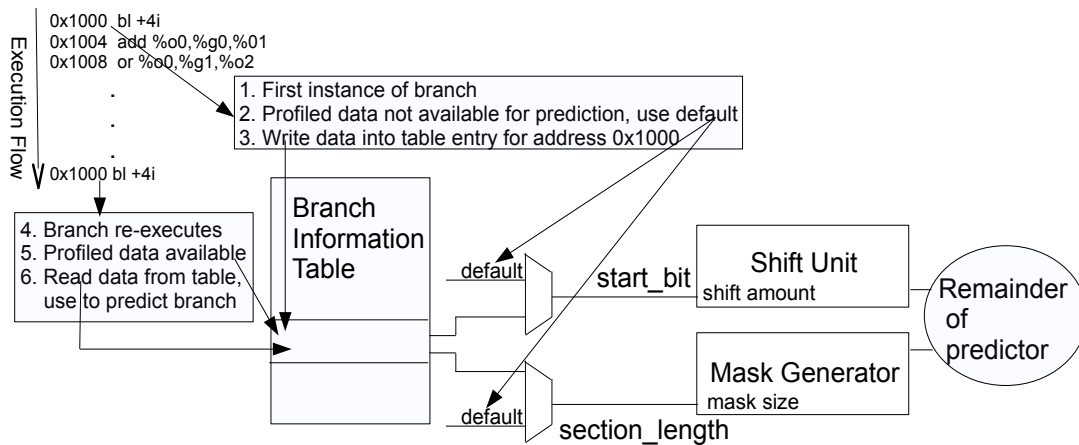 0x1000 bl +4i
0x1004 add %o0,%g0,%01
0x1008 or %o0,%g1,%o2
.
.
.
0x1000 bl +4i
Execution Flow
1. First instance of branch
2. Profiled data not available for prediction, use default
3. Write data into table entry for address 0x1000
4. Branch re-executes
5. Profiled data available
6. Read data from table,
use to predict branch
Branch
Information
Table
default
start_bit
Shift Unit
shift amount
Remainder
of
predictor
default
section_length
Mask Generator
mask size